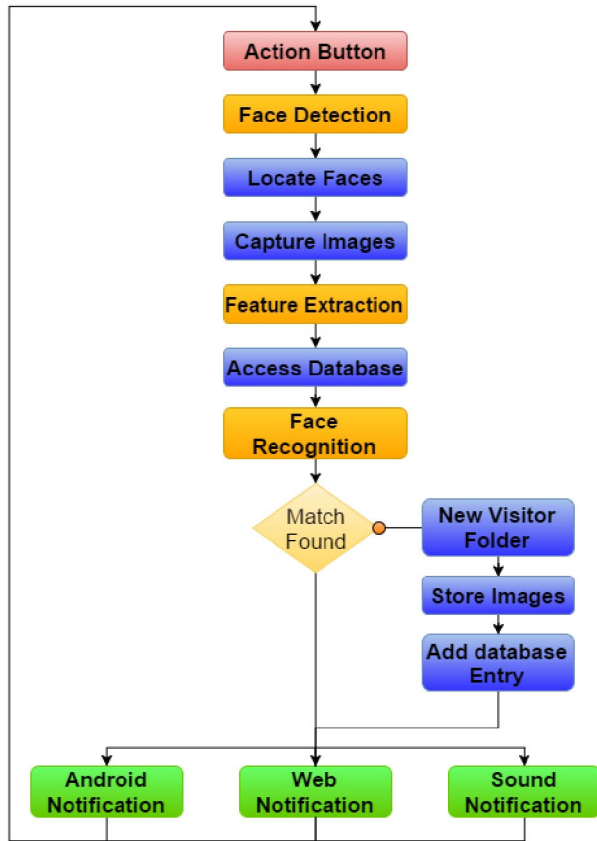 Action Button
Face Detection
Locate Faces
Capture Images
Feature Extraction
Access Database
Face
Recognition
Match
Found
New Visitor
Folder
Store Images
Add database
Entry
Android
Notification
Web
Notification
Sound
Notification